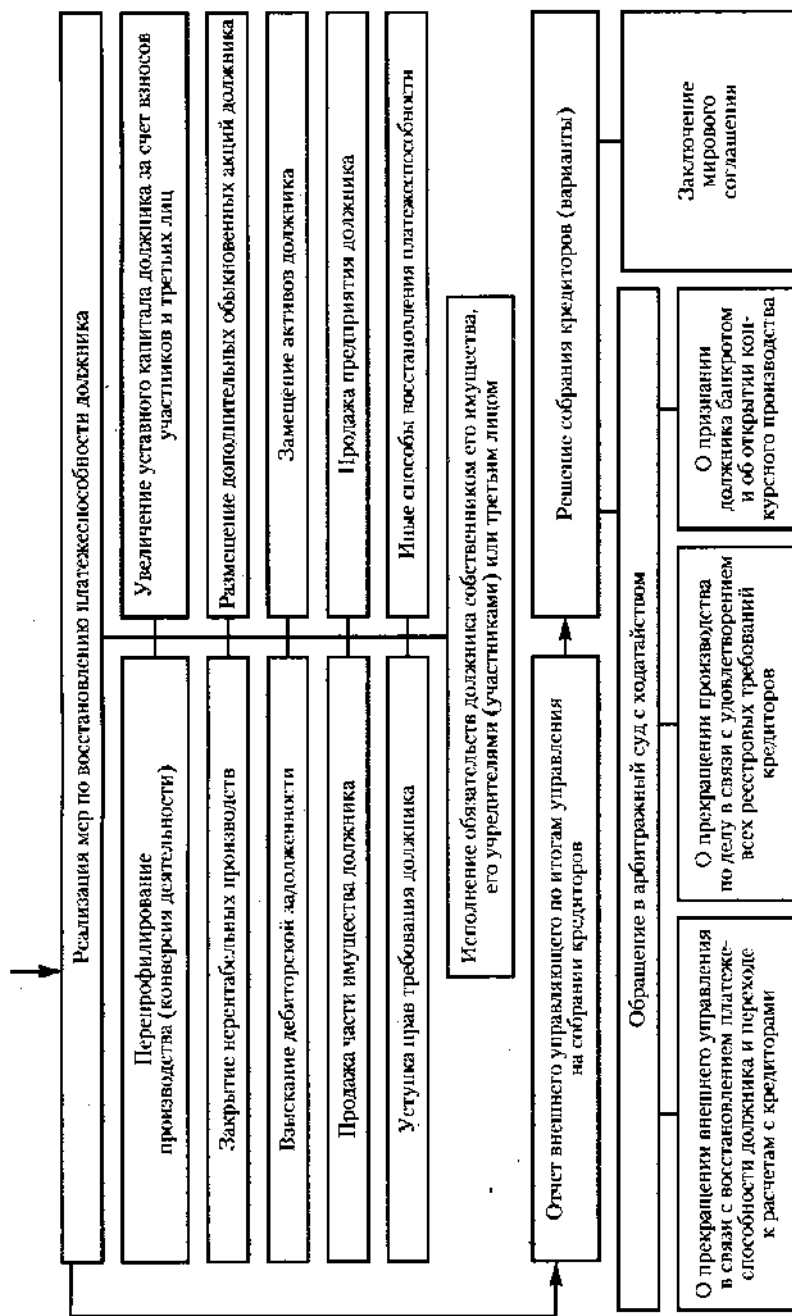 Реализация мер по восстановлению платежеспособности должника
Перепрофилирование
производства (конверсия деятельности)
Увеличение уставного капитала должника за счет взносов
участников и третьих лиц
Закрытие нерентабельных производств
Размещение дополнительных обыкновенных акций должника
Взыскание дебиторской задолженности
Замещение активов должника
Продажа части имущества должника
Продажа предприятия должника
Уступка прав требования должника
Иные способы восстановления платежеспособности
Исполнение обязательств должника собственником его имущества,
его учредителями (участниками) или третьим лицом
Отчет внешнего управляющего по итогам управления
на собрании кредиторов
Решение собрания кредиторов (варианты)
Обращение в арбитражный суд с ходатайством
Заключение
мирового
соглашения
О прекращении внешнего управления
в связи с восстановлением платеже-
способности должника и переходе
к расчетам с кредиторами
О прекращении производства
по делу в связи с удовлетворением
всех реестровых требований
кредиторов
О признании
должника банкротом
и об открытии кон-
курсного производства